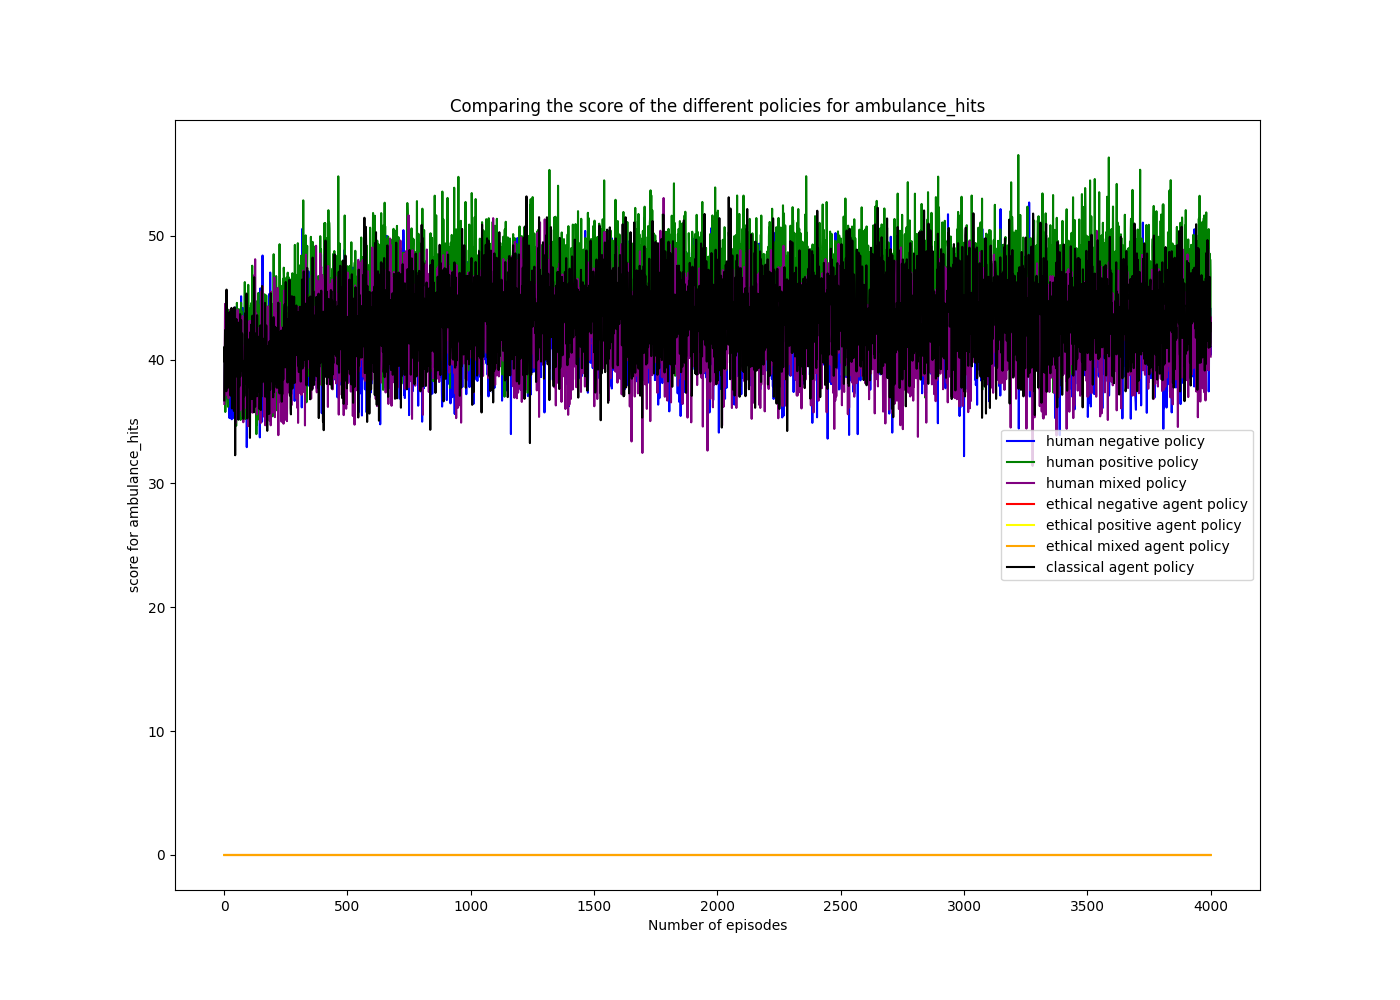 Comparing the score of the different policies for ambulance_hits
50
40
30
20
10
0
score for ambulance_hits
human negative policy
human positive policy
human mixed policy
ethical negative agent policy
ethical positive agent policy
ethical mixed agent policy
classical agent policy
0 500 1000 1500 2000 2500 3000 3500 4000
Number of episodes